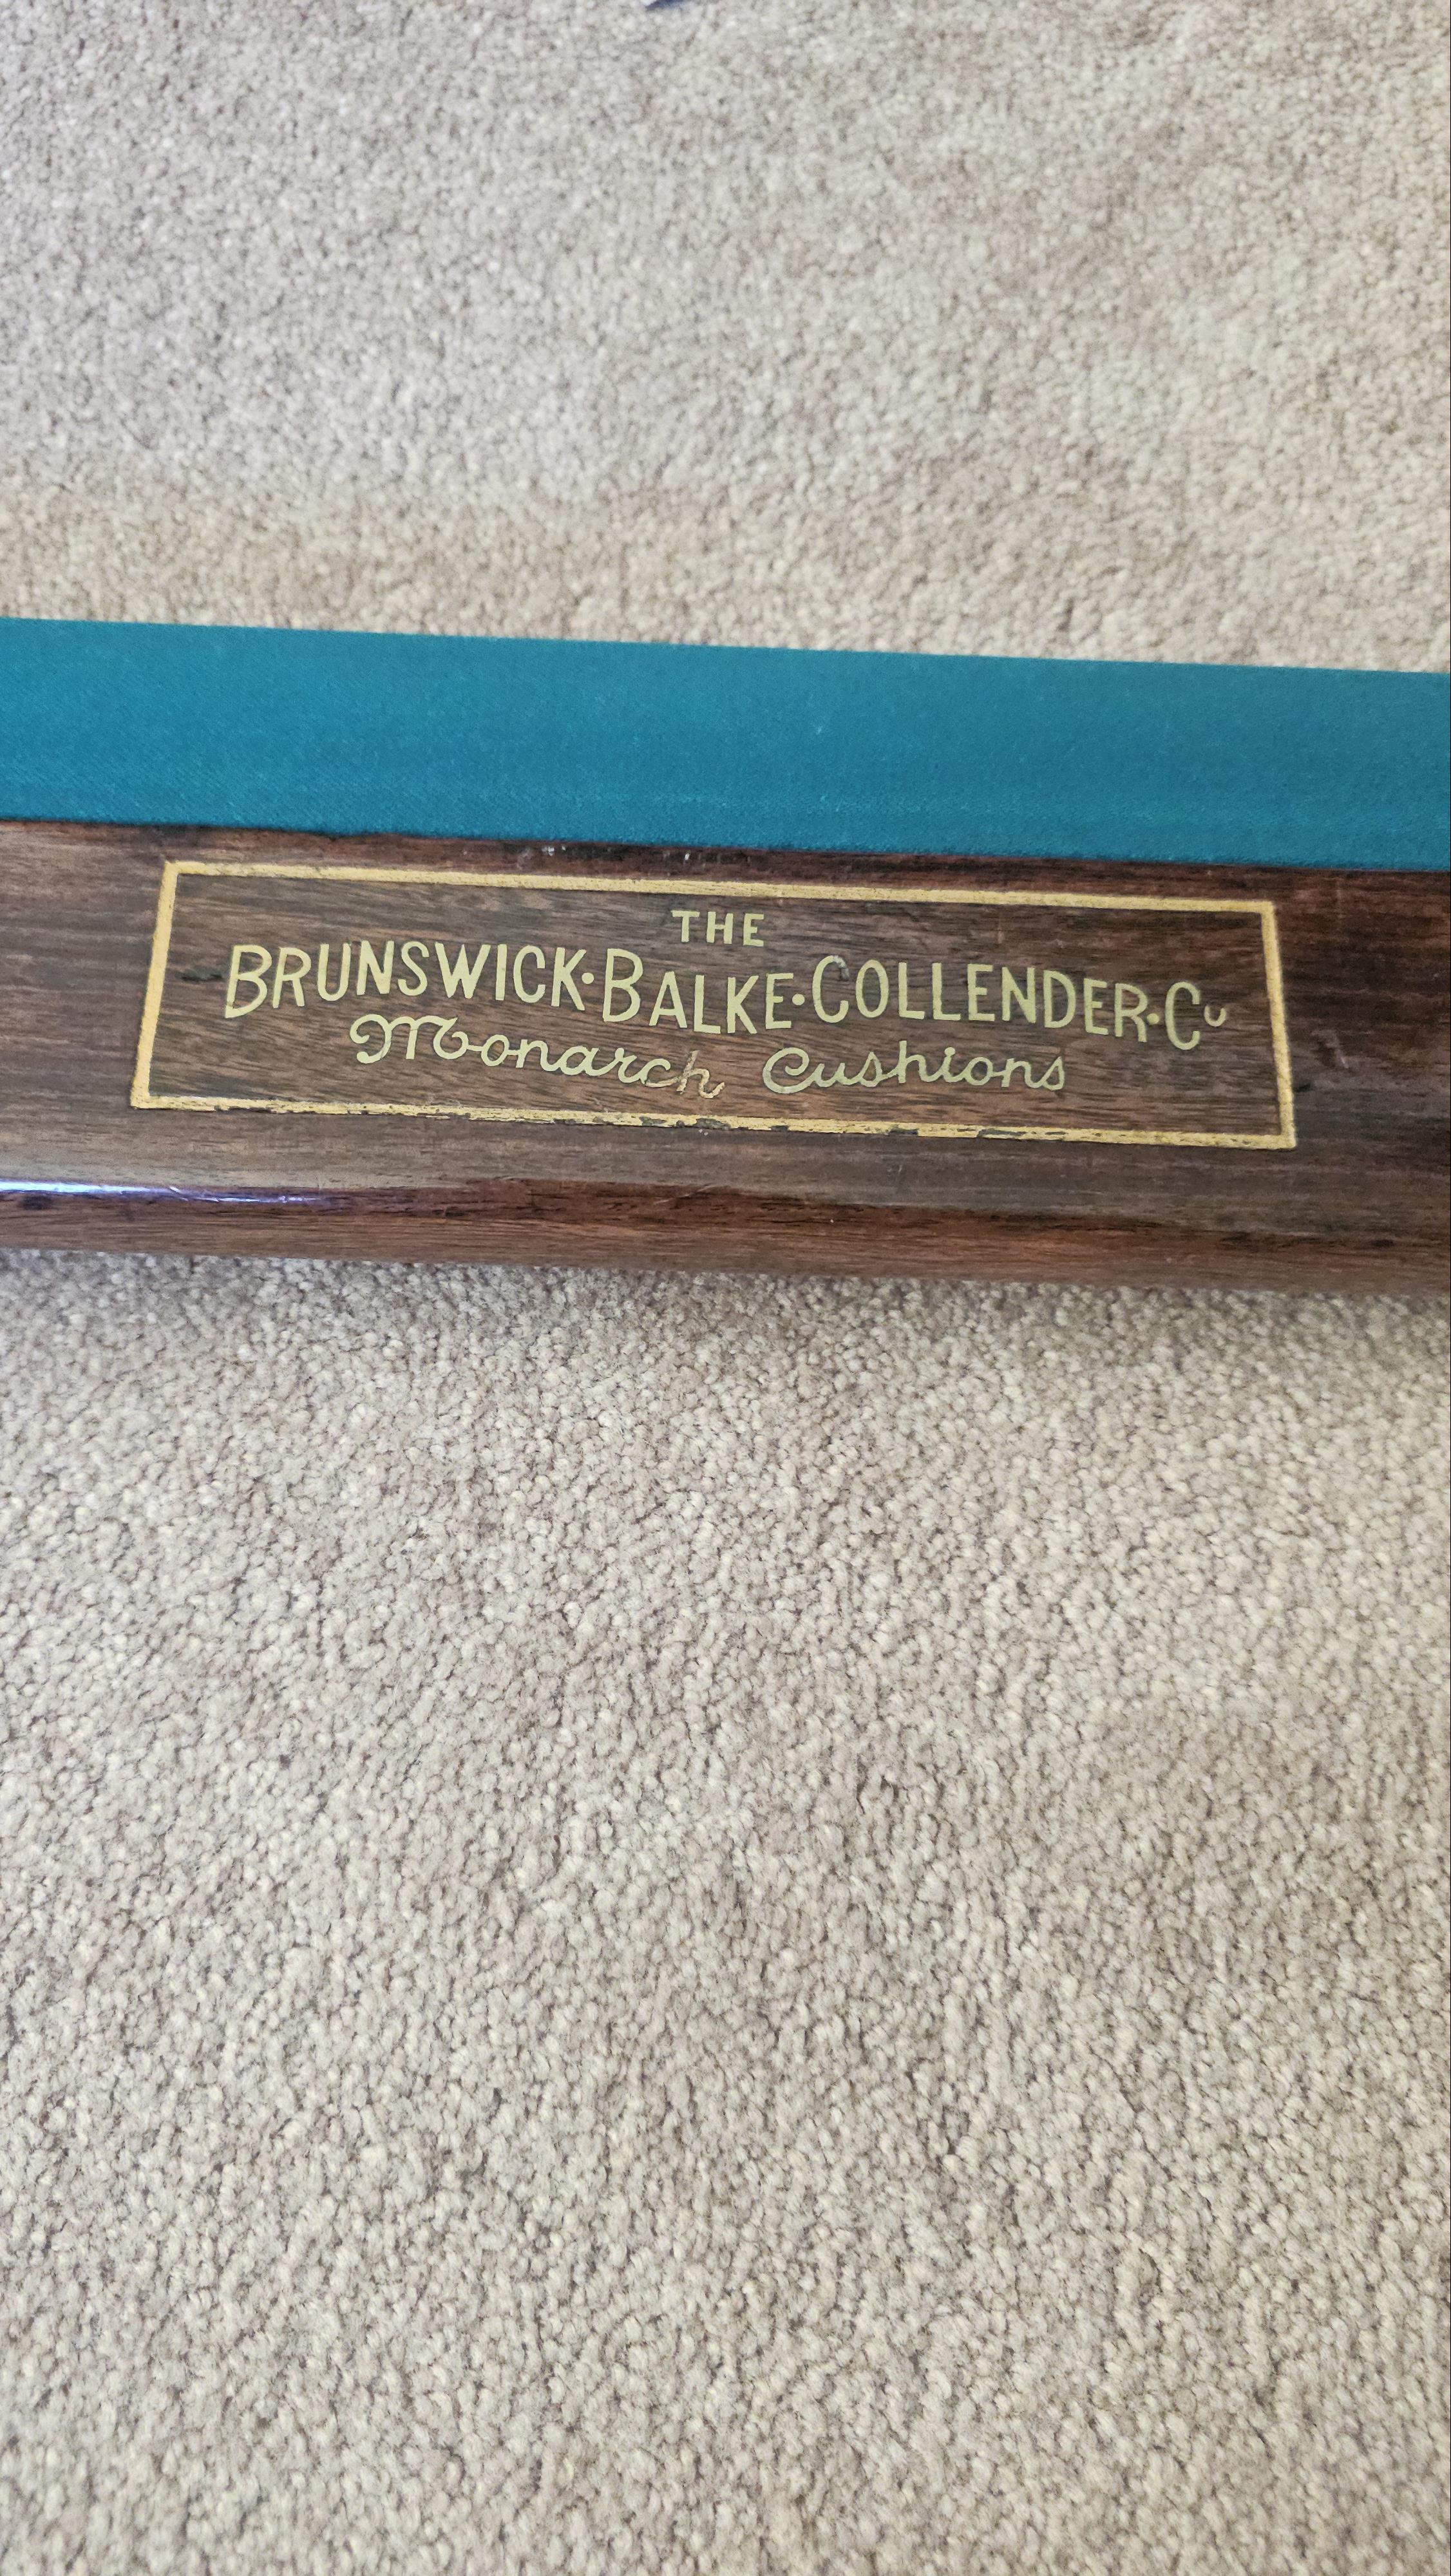 THE
BRUNSWICK·BALKE·COLLENDER·Co
Monarch Cushions